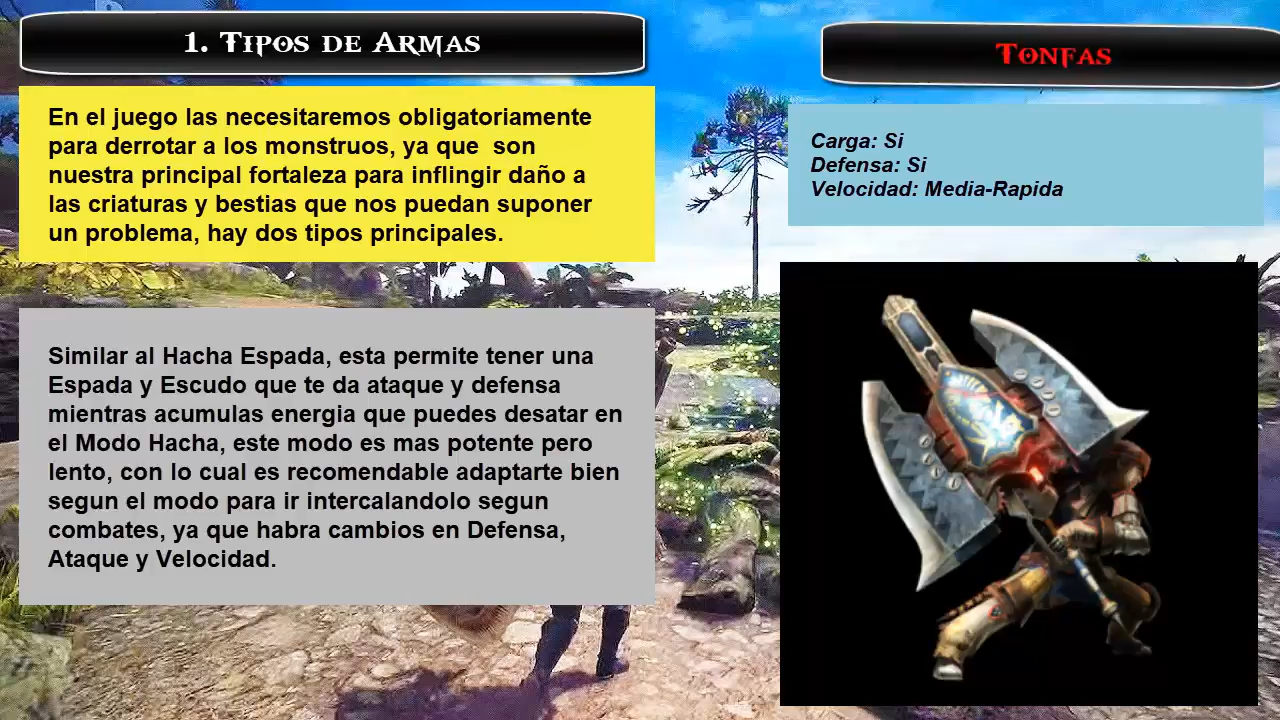 1. Tipos de Armas
En el juego las necesitaremos obligatoriamente
para derrotar a los monstruos, ya que  son
nuestra principal fortaleza para inflingir daño a
las criaturas y bestias que nos puedan suponer
un problema, hay dos tipos principales.
Similar al Hacha Espada, esta permite tener una
Espada y Escudo que te da ataque y defensa
mientras acumulas energia que puedes desatar en
el Modo Hacha, este modo es mas potente pero
lento, con lo cual es recomendable adaptarte bien
segun el modo para ir intercalandolo segun
combates, ya que habra cambios en Defensa,
Ataque y Velocidad.
Tonfas
Carga: Si
Defensa: Si
Velocidad: Media-Rapida